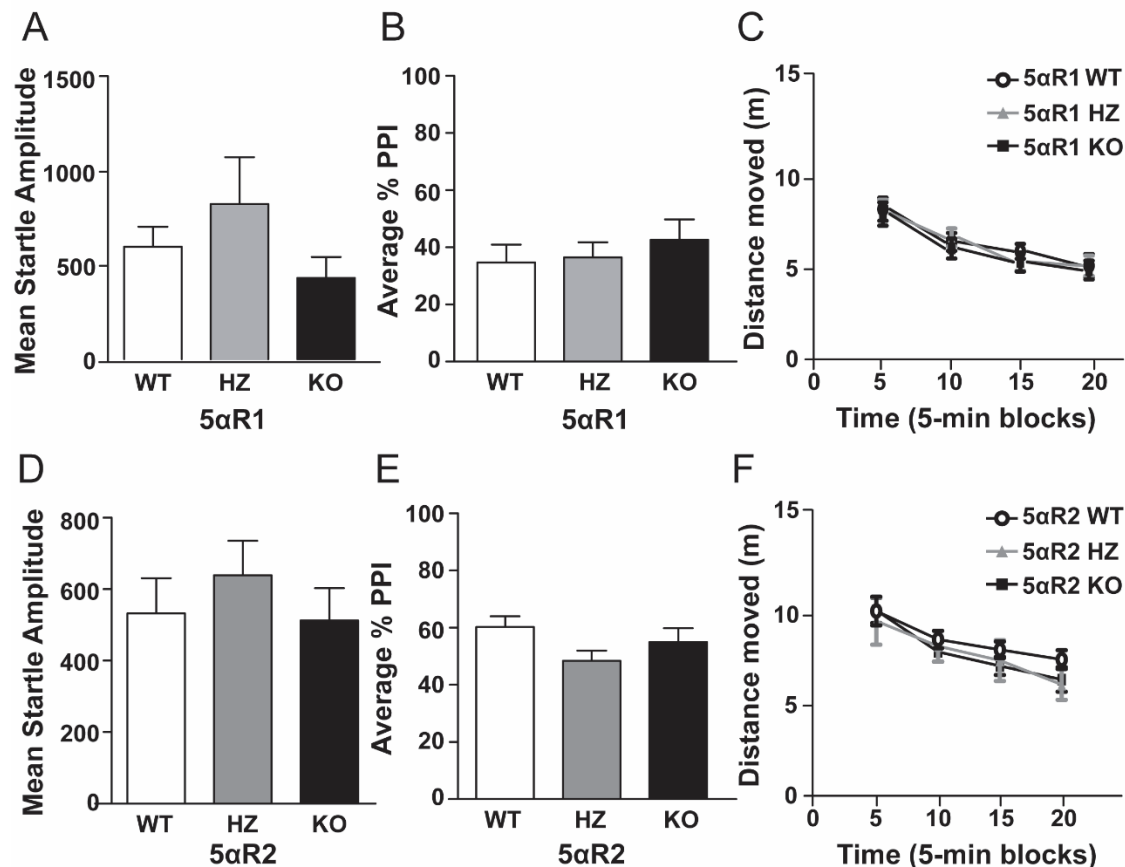 A
Mean Startle Amplitude
1500
1000
500
0
WT HZ KO
5αR1
B
Average % PPI
100
80
60
40
20
0
WT HZ KO
5αR1
C
Distance moved (m)
15
10
5
0
0 5 10 15 20
Time (5-min blocks)
5αR1 WT
5αR1 HZ
5αR1 KO
D
Mean Startle Amplitude
800
600
400
200
0
WT HZ KO
5αR2
E
Average % PPI
100
80
60
40
20
0
WT HZ KO
5αR2
F
Distance moved (m)
15
10
5
0
0 5 10 15 20
Time (5-min blocks)
5αR2 WT
5αR2 HZ
5αR2 KO